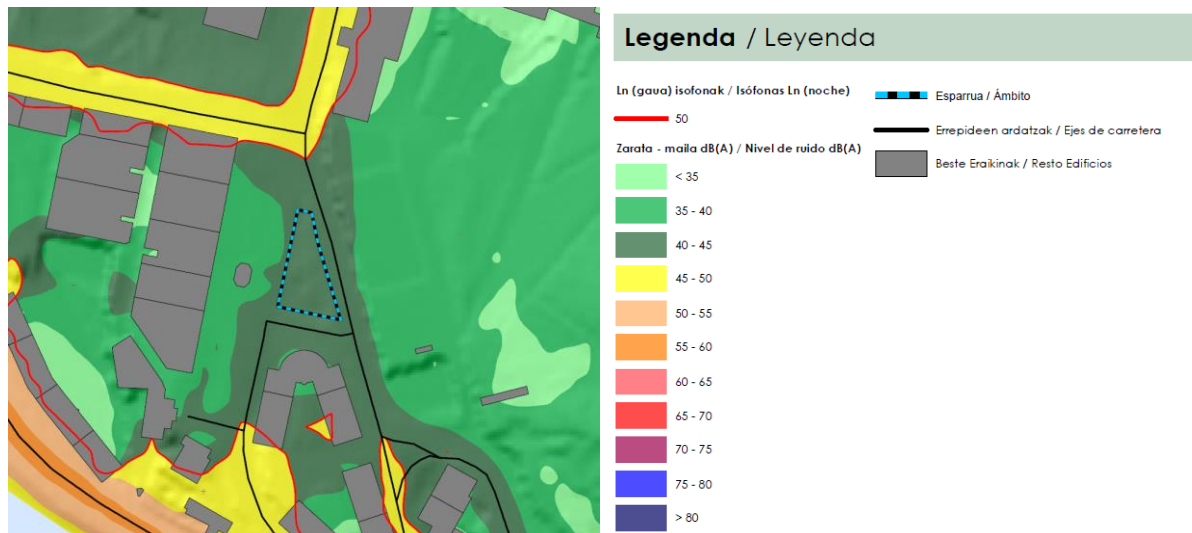 Legenda / Leyenda
Ln (gaua) isofonak / Isófonas Ln (noche)
50
Zarata - maila dB(A) / Nivel de ruido dB(A)
< 35
35 - 40
40 - 45
45 - 50
50 - 55
55 - 60
60 - 65
65 - 70
70 - 75
75 - 80
> 80
Esparrua / Ámbito
Errepideen ardatzak / Ejes de carretera
Beste Eraikinak / Resto Edificios